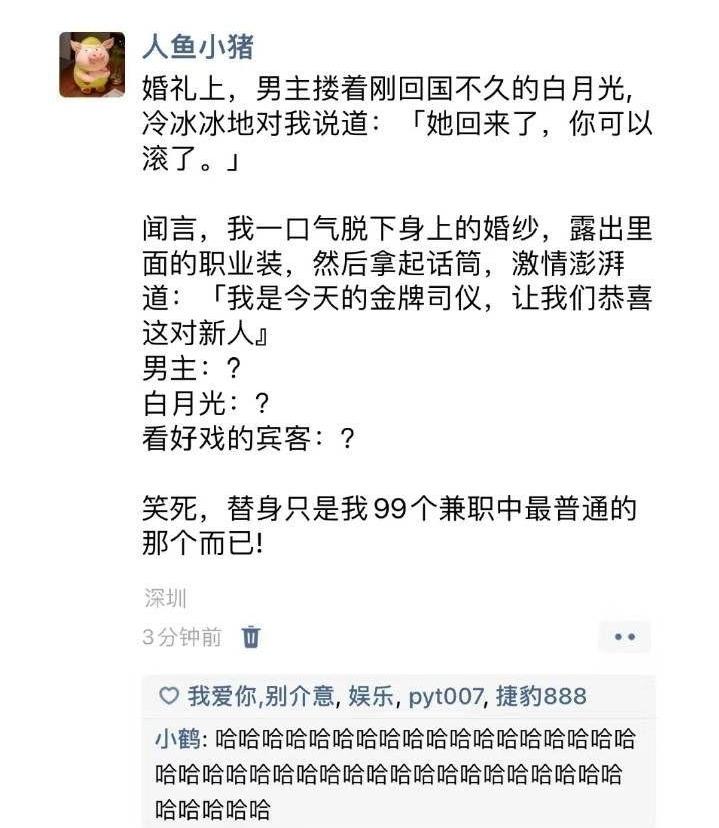 人鱼小猪
婚礼上，男主搂着刚回国不久的白月光，
冷冰冰地对我说道：「她回来了，你可以
滚了。」
闻言，我一口气脱下身上的婚纱，露出里
面的职业装，然后拿起话筒，激情澎湃
道：「我是今天的金牌司仪，让我们恭喜
这对新人』
男主：？
白月光：？
看好戏的宾客：？
笑死，替身只是我99个兼职中最普通的
那个而已!
深圳
3分钟前
我爱你,别介意, 娱乐, pyt007, 捷豹888
小鹤: 哈哈哈哈哈哈哈哈哈哈哈哈哈哈哈哈哈哈
哈哈哈哈哈哈哈哈哈哈哈哈哈哈哈哈哈哈哈哈
哈哈哈哈哈